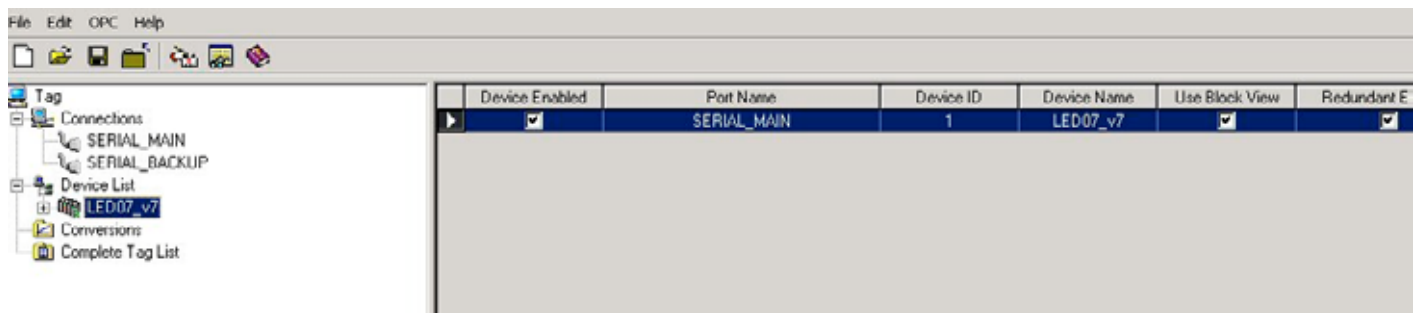 File Edit OPC Help
Tag
Connections
SERIAL_MAIN
SERIAL_BACKUP
Device List
LED07_v7
Conversions
Complete Tag List
Device Enabled Port Name Device ID Device Name Use Block View Redundant E
SERIAL_MAIN 1 LED07_v7